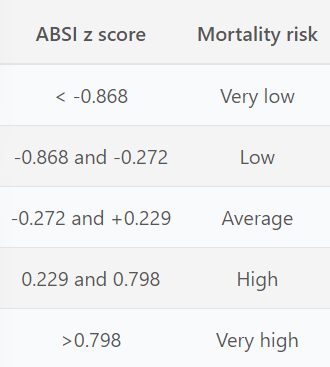 ABSI z score Mortality risk
< -0.868 Very low
-0.868 and -0.272 Low
-0.272 and +0.229 Average
0.229 and 0.798 High
>0.798 Very high